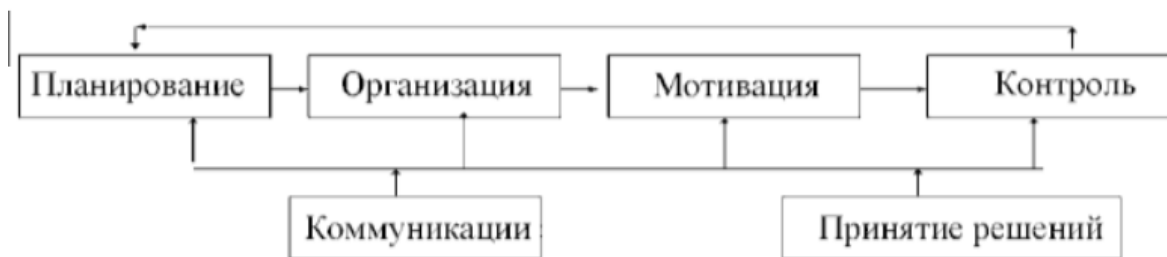 Планирование
Организация
Мотивация
Контроль
Коммуникации
Принятие решений